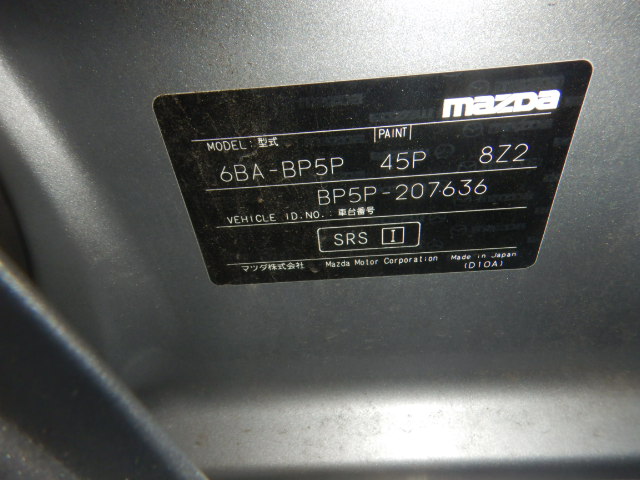 mazda
MODEL: 型式 PAINT
6BA-BP5P 45P 8Z2
BP5P-207636
VEHICLE ID.NO.: 車台番号
SRS I
マツダ株式会社 Mazda Motor Corporation Made in Japan
(D10A)